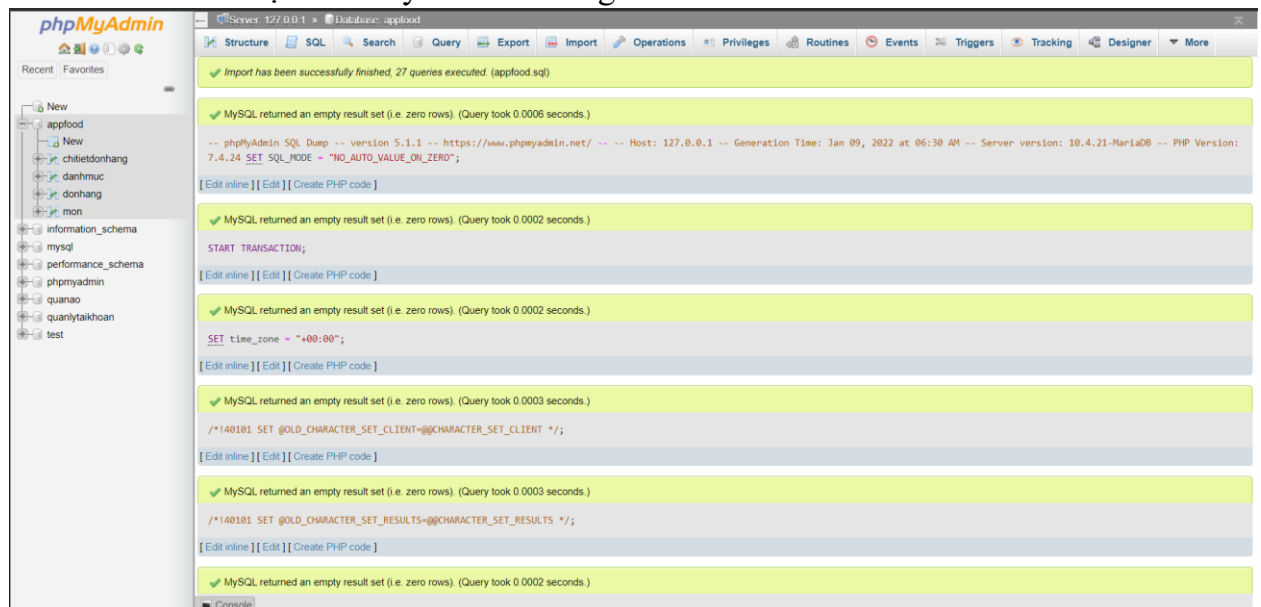 phpMyAdmin
Recent Favorites
New
appfood
New
chitietdonhang
danhmuc
donhang
mon
information_schema
mysql
performance_schema
phpmyadmin
quanao
quanlytaikhoan
test
Server: 127.0.0.1 » Database: appfood
Structure SQL Search Query Export Import Operations Privileges Routines Events Triggers Tracking Designer More
Import has been successfully finished, 27 queries executed. (appfood.sql)
MySQL returned an empty result set (i.e. zero rows). (Query took 0.0006 seconds.)
-- phpMyAdmin SQL Dump -- version 5.1.1 -- https://www.phpmyadmin.net/ -- -- Host: 127.0.0.1 -- Generation Time: Jan 09, 2022 at 06:30 AM -- Server version: 10.4.21-MariaDB -- PHP Version:
7.4.24 SET SQL_MODE = "NO_AUTO_VALUE_ON_ZERO";
[ Edit inline ] [ Edit ] [ Create PHP code ]
MySQL returned an empty result set (i.e. zero rows). (Query took 0.0002 seconds.)
START TRANSACTION;
[ Edit inline ] [ Edit ] [ Create PHP code ]
MySQL returned an empty result set (i.e. zero rows). (Query took 0.0002 seconds.)
SET time_zone = "+00:00";
[ Edit inline ] [ Edit ] [ Create PHP code ]
MySQL returned an empty result set (i.e. zero rows). (Query took 0.0003 seconds.)
/*!40101 SET @OLD_CHARACTER_SET_CLIENT=@@CHARACTER_SET_CLIENT */;
[ Edit inline ] [ Edit ] [ Create PHP code ]
MySQL returned an empty result set (i.e. zero rows). (Query took 0.0003 seconds.)
/*!40101 SET @OLD_CHARACTER_SET_RESULTS=@@CHARACTER_SET_RESULTS */;
[ Edit inline ] [ Edit ] [ Create PHP code ]
MySQL returned an empty result set (i.e. zero rows). (Query took 0.0002 seconds.)
Console